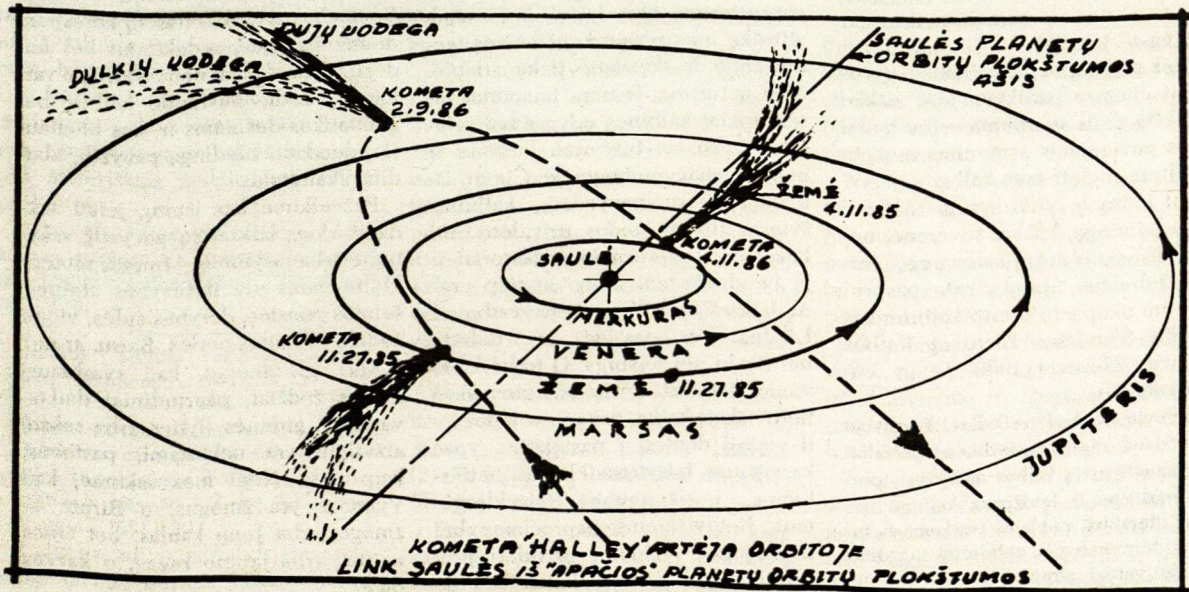 DUJŲ UODEGA
DULKIŲ UODEGA
KOMETA
2.9.86
SAULĖS PLANETŲ
ORBITŲ PLOKŠTUMOS
AŠIS
ŽEMĖ
4.11.85
KOMETA
4.11.86
SAULĖ
MERKURAS
VENERA
KOMETA
11.27.85
ŽEMĖ 11.27.85
MARSAS
JUPITERIS
KOMETA "HALLEY" ARTĖJA ORBITOJE
LINK SAULĖS IŠ "APAČIOS" PLANETŲ ORBITŲ PLOKŠTUMOS